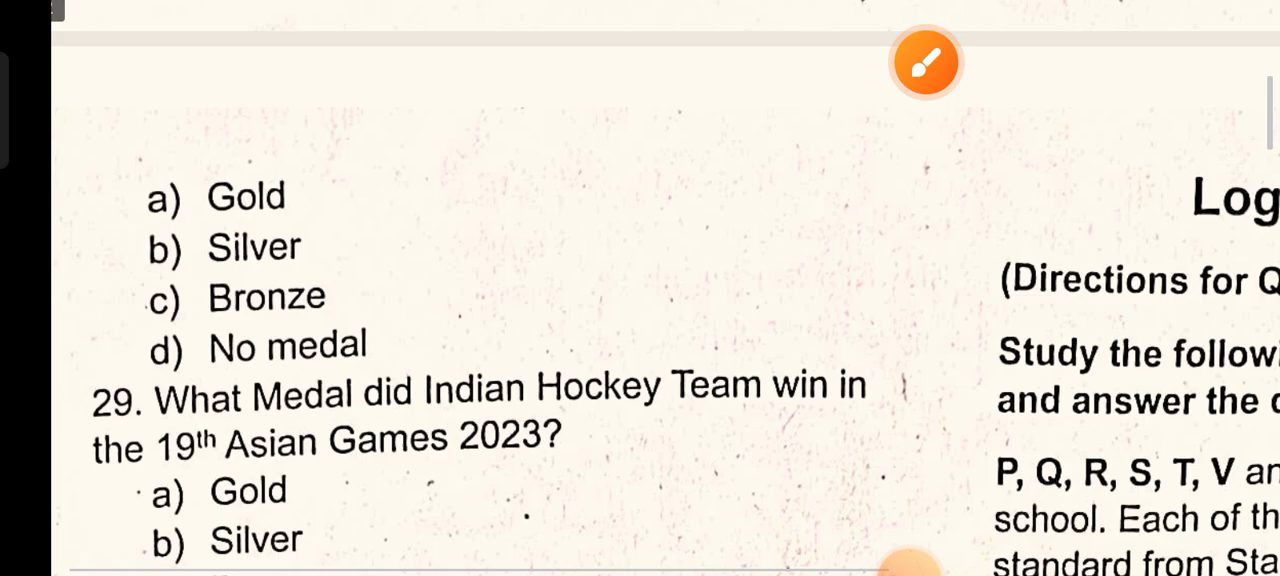 a) Gold
b) Silver
c) Bronze
d) No medal
29. What Medal did Indian Hockey Team win in
the 19th Asian Games 2023?
a) Gold
b) Silver
Log
(Directions for Q
Study the followi
and answer the
P, Q, R, S, T, V an
school. Each of th
standard from Sta